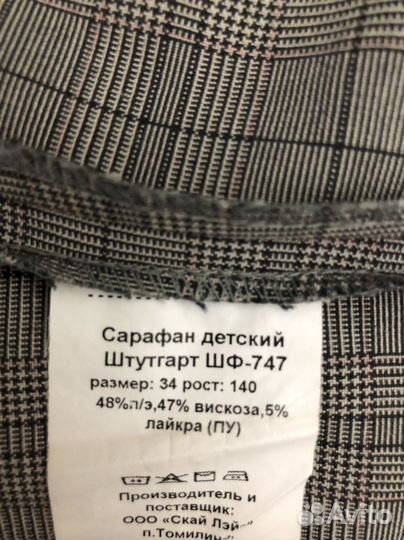 Сарафан детский
Штутгарт ШФ-747
размер: 34 рост: 140
48%п/э,47% вискоза,5%
лайкра (ПУ)
Производитель и
поставщик:
ООО «Скай Лэй
п.Томилин
Avito